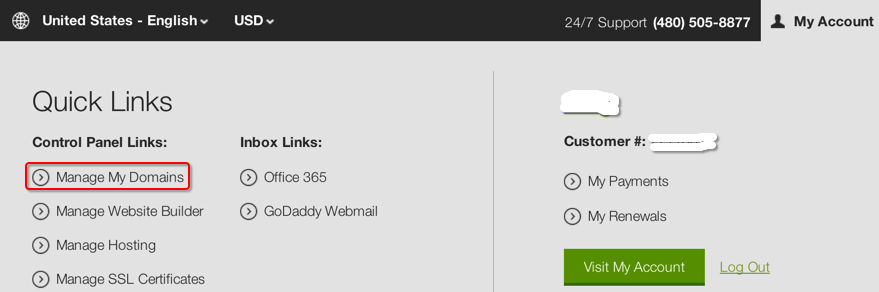 United States - English USD 24/7 Support (480) 505-8877 My Account
Quick Links
Control Panel Links:
Manage My Domains
Manage Website Builder
Manage Hosting
Manage SSL Certificates
Inbox Links:
Office 365
GoDaddy Webmail
Customer #:
My Payments
My Renewals
Visit My Account Log Out